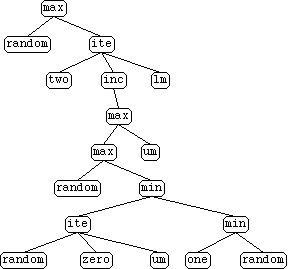 max
random ite
two inc lm
max
max um
random min
ite min
random zero um one random